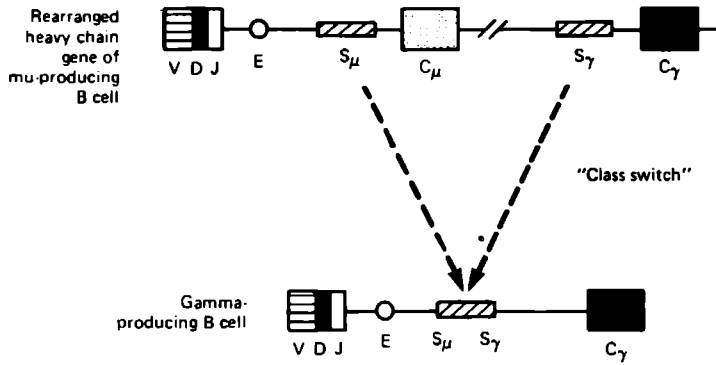 Rearranged
heavy chain
gene of
mu-producing
B cell
V D J E Sμ Cμ Sγ Cγ
"Class switch"
Gamma-
producing B cell
V D J E Sμ Sγ Cγ